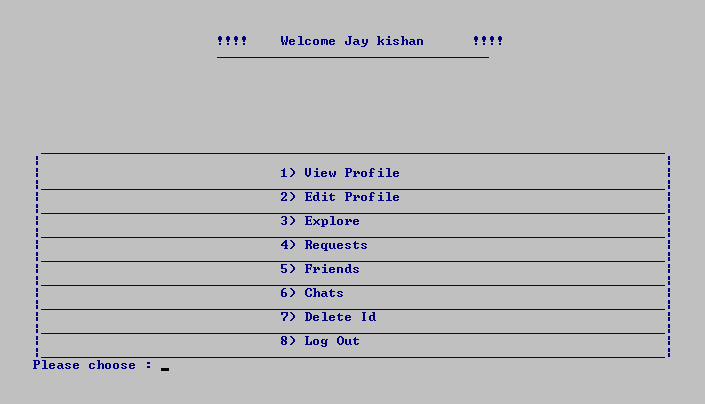 !!!! Welcome Jay kishan !!!!
1) View Profile
2) Edit Profile
3) Explore
4) Requests
5) Friends
6) Chats
7) Delete Id
8) Log Out
Please choose : _